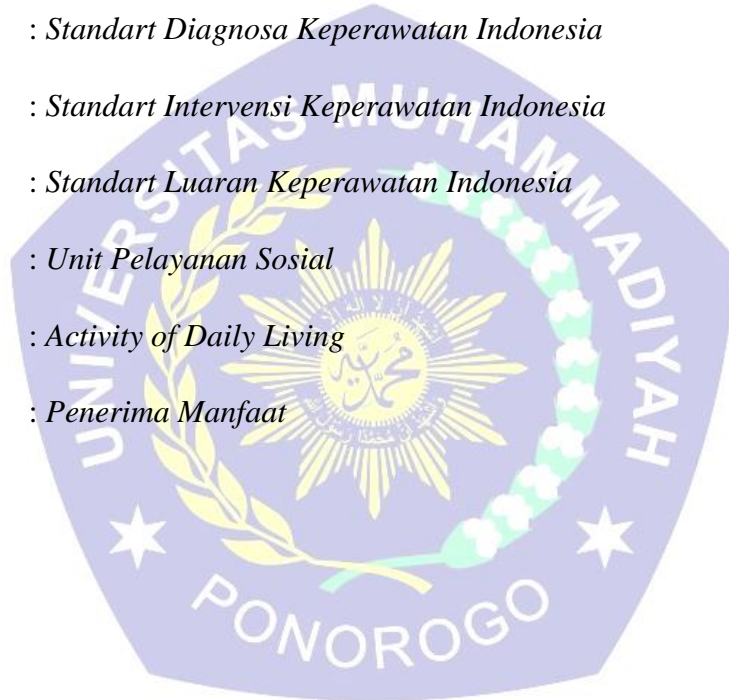 : Standart Diagnosa Keperawatan Indonesia
: Standart Intervensi Keperawatan Indonesia
: Standart Luaran Keperawatan Indonesia
: Unit Pelayanan Sosial
: Activity of Daily Living
: Penerima Manfaat
UNIVERSITAS MUHAMMADIYAH
PONOROGO